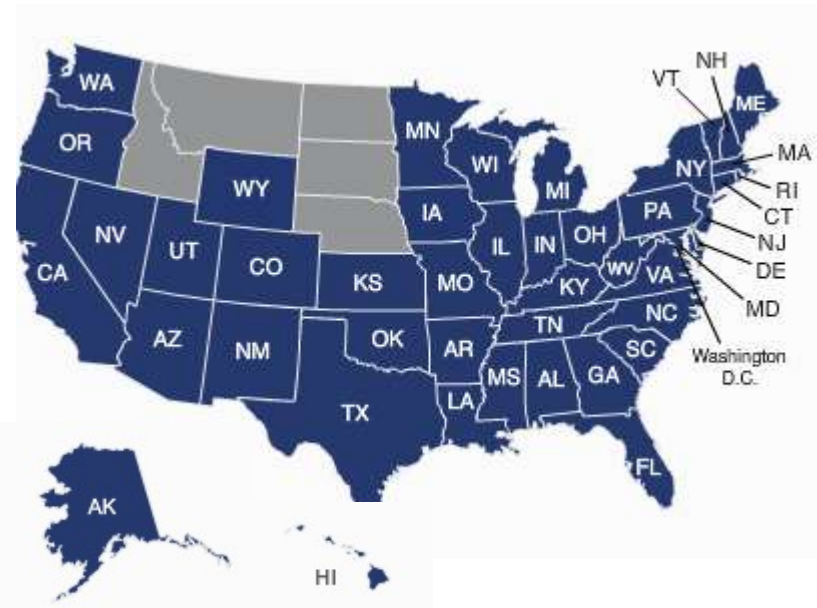 NH
VT
WA
ME
MN
OR
MA
WI
NY
WY
MI
RI
IA
PA
CT
NV
OH
NJ
UT
IL
IN
CO
DE
CA
WV
VA
KS
MO
KY
MD
NC
TN
AZ
OK
AR
NM
SC
Washington
D.C.
MS
AL
GA
LA
TX
FL
AK
HI